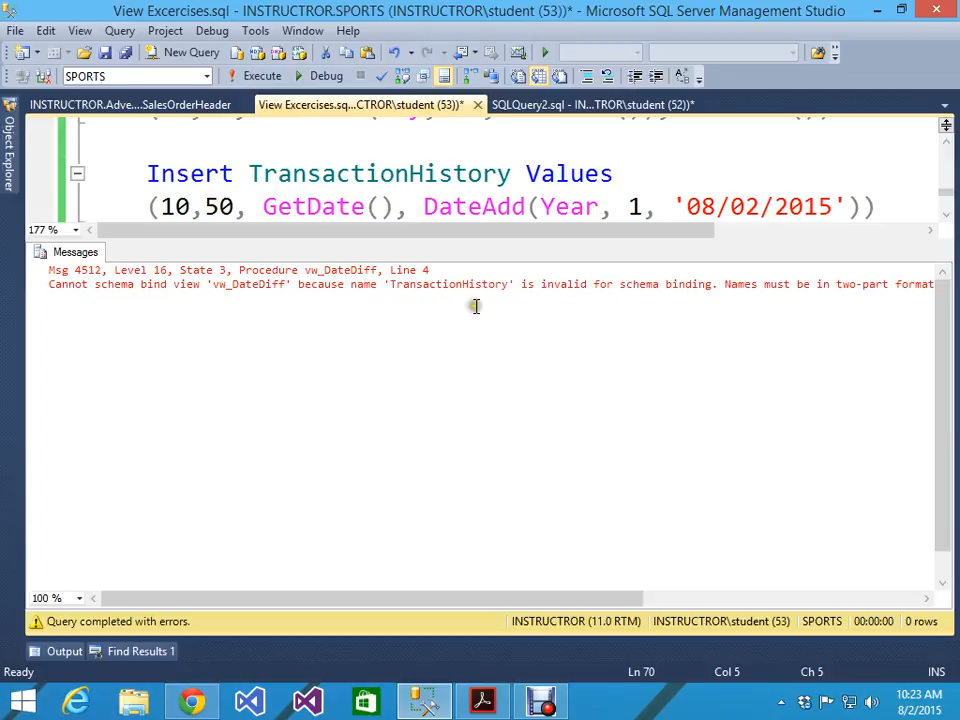 View Excercises.sql - INSTRUCTROR.SPORTS (INSTRUCTROR\student (53))* - Microsoft SQL Server Management Studio
File Edit View Query Project Debug Tools Window Help
New Query
SPORTS Execute Debug
INSTRUCTROR.Adve....SalesOrderHeader View Excercises.sq...CTROR\student (53))* SQLQuery2.sql - IN...TROR\student (52))*
Object Explorer
Insert TransactionHistory Values
(10,50, GetDate(), DateAdd(Year, 1, '08/02/2015'))
177 %
Messages
Msg 4512, Level 16, State 3, Procedure vw_DateDiff, Line 4
Cannot schema bind view 'vw_DateDiff' because name 'TransactionHistory' is invalid for schema binding. Names must be in two-part format
100 %
Query completed with errors. INSTRUCTROR (11.0 RTM) INSTRUCTROR\student (53) SPORTS 00:00:00 0 rows
Output Find Results 1
Ready Ln 70 Col 5 Ch 5 INS
10:23 AM
8/2/2015